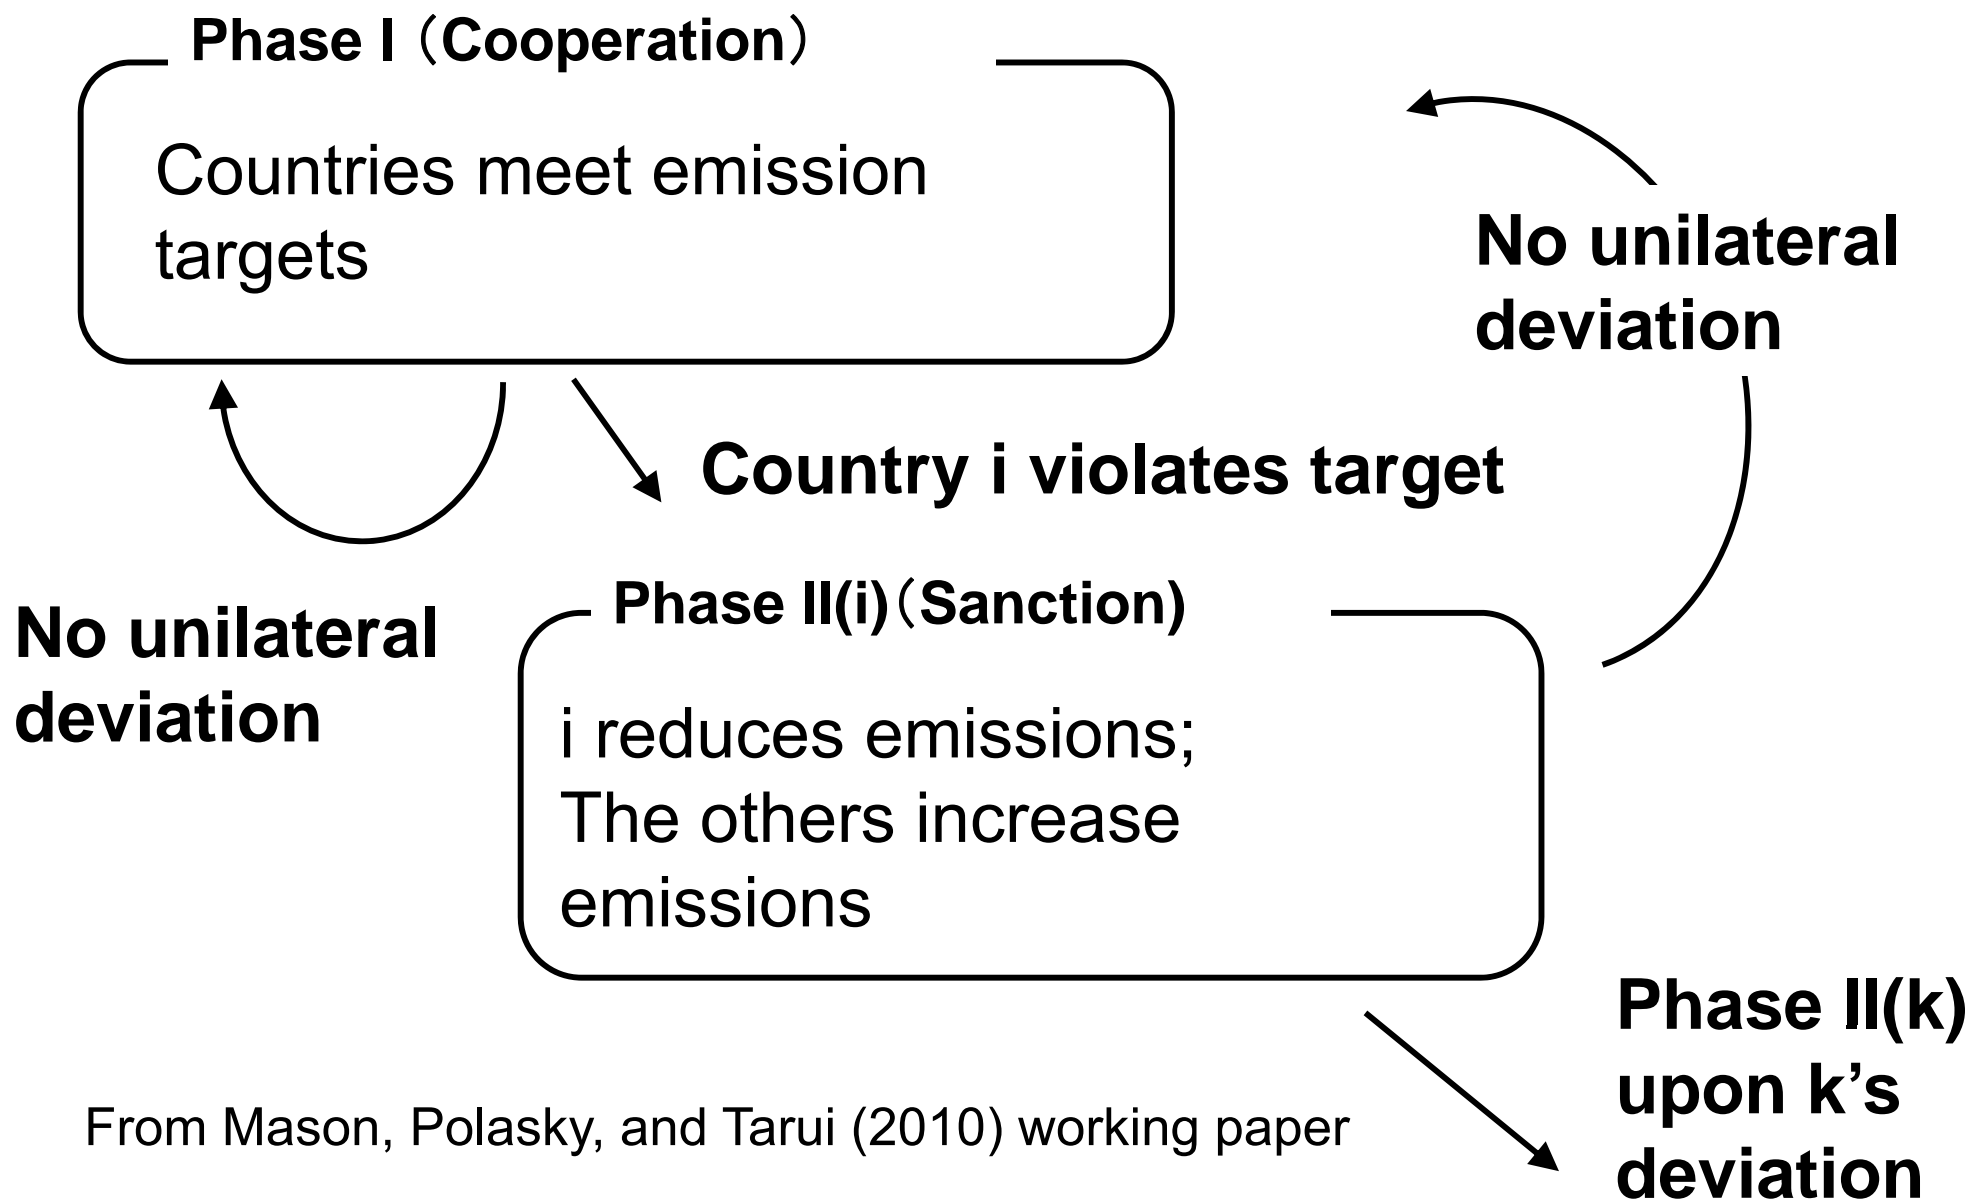 Phase I（Cooperation）
Countries meet emission
targets
No unilateral
deviation
Country i violates target
No unilateral
deviation
Phase II(i)（Sanction)
i reduces emissions;
The others increase
emissions
Phase II(k)
upon k’s
deviation
From Mason, Polasky, and Tarui (2010) working paper